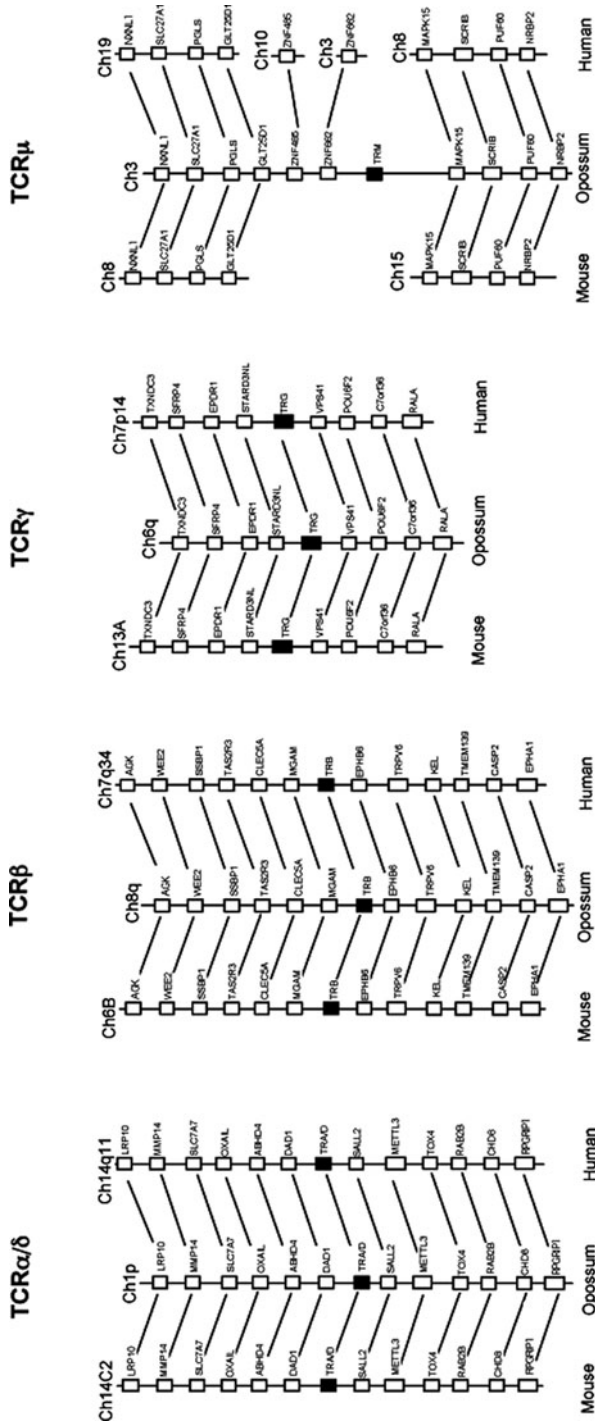 TCRα/δ
Ch14C2
LRP10
MMP14
SLC7A7
OXAIL
ABHD4
DAD1
TRA/D
SALL2
METTL3
TOX4
RAB2B
CHD8
RPGRIP1
Mouse
Ch1p
LRP10
MMP14
SLC7A7
OXAIL
ABHD4
DAD1
TRA/D
SALL2
METTL3
TOX4
RAB2B
CHD8
RPGRIP1
Opossum
Ch14q11
LRP10
MMP14
SLC7A7
OXAIL
ABHD4
DAD1
TRA/D
SALL2
METTL3
TOX4
RAB2B
CHD8
RPGRIP1
Human
TCRβ
Ch6B
AGK
WEE2
SSBP1
TAS2R3
CLEC5A
MGAM
TRB
EPHB6
TRPV6
KEL
TMEM139
CASP2
EPHA1
Mouse
Ch8q
AGK
WEE2
SSBP1
TAS2R3
CLEC5A
MGAM
TRB
EPHB6
TRPV6
KEL
TMEM139
CASP2
EPHA1
Opossum
Ch7q34
AGK
WEE2
SSBP1
TAS2R3
CLEC5A
MGAM
TRB
EPHB6
TRPV6
KEL
TMEM139
CASP2
EPHA1
Human
TCRγ
Ch13A
TXNDC3
SFRP4
EPDR1
STARD3NL
TRG
VPS41
POU6F2
C7orf36
RALA
Mouse
Ch6q
TXNDC3
SFRP4
EPDR1
STARD3NL
TRG
VPS41
POU6F2
C7orf36
RALA
Opossum
Ch7p14
TXNDC3
SFRP4
EPDR1
STARD3NL
TRG
VPS41
POU6F2
C7orf36
RALA
Human
TCRμ
Ch8
NXNL1
SLC27A1
PGLS
GLT25D1
Ch15
MAPK15
SCRIB
PUF60
NRBP2
Mouse
Ch3
NXNL1
SLC27A1
PGLS
GLT25D1
ZNF485
ZNF662
TRM
MAPK15
SCRIB
PUF60
NRBP2
Opossum
Ch19
NXNL1
SLC27A1
PGLS
GLT25D1
Ch10
ZNF485
Ch3
ZNF662
Ch8
MAPK15
SCRIB
PUF60
NRBP2
Human